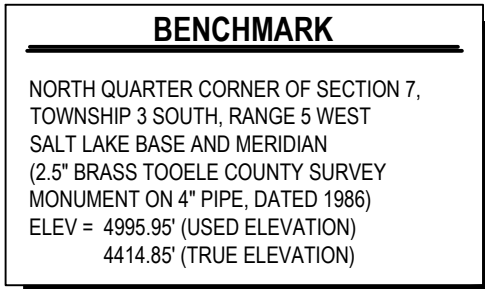 BENCHMARK
NORTH QUARTER CORNER OF SECTION 7,
TOWNSHIP 3 SOUTH, RANGE 5 WEST
SALT LAKE BASE AND MERIDIAN
(2.5" BRASS TOOELE COUNTY SURVEY
MONUMENT ON 4" PIPE, DATED 1986)
ELEV = 4995.95' (USED ELEVATION)
4414.85' (TRUE ELEVATION)